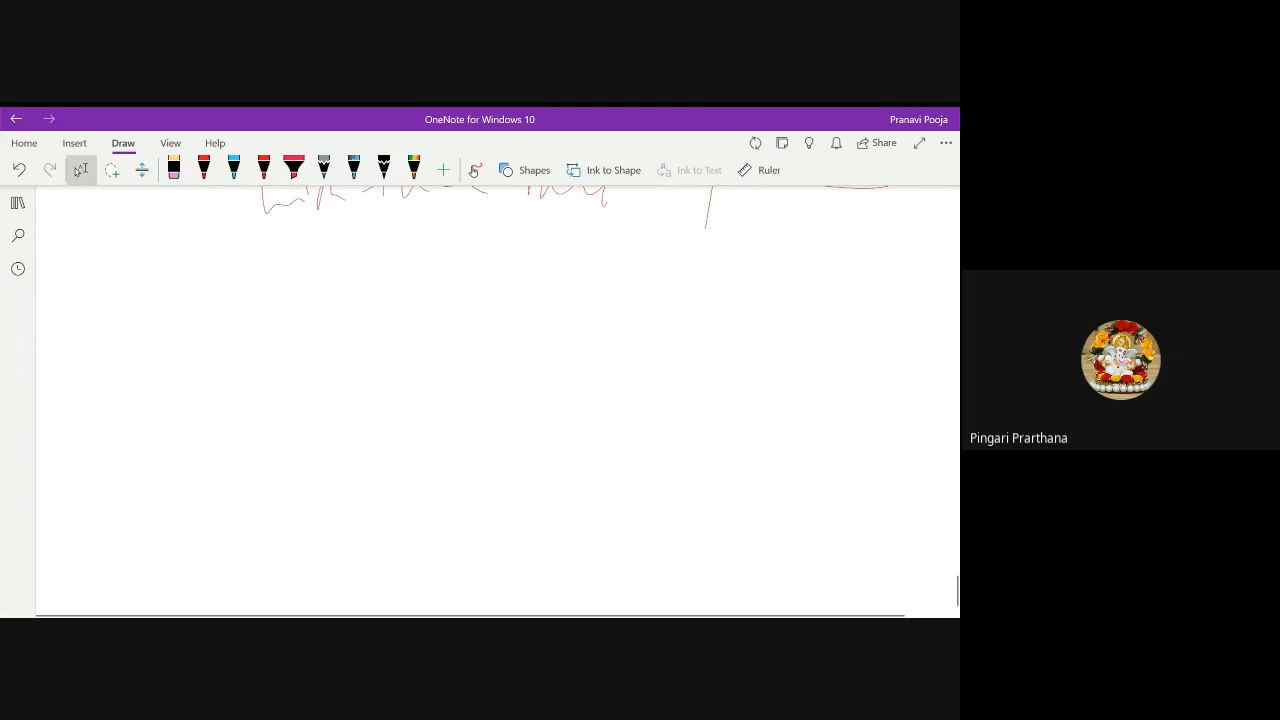 OneNote for Windows 10
Pranavi Pooja
Home Insert Draw View Help
Share
Shapes Ink to Shape Ink to Text Ruler
Pingari Prarthana